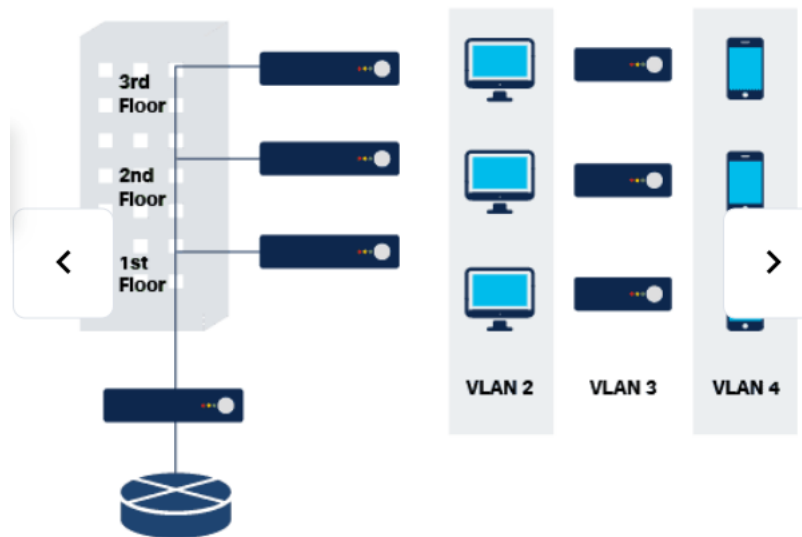 3rd
Floor
2nd
Floor
1st
Floor
VLAN 2
VLAN 3
VLAN 4